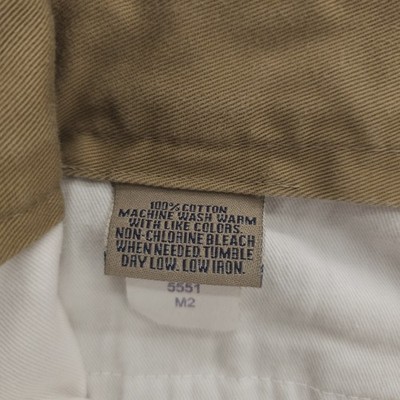 100% COTTON
MACHINE WASH WARM
WITH LIKE COLORS.
NON-CHLORINE BLEACH
WHEN NEEDED. TUMBLE
DRY LOW. LOW IRON.
5551
M2